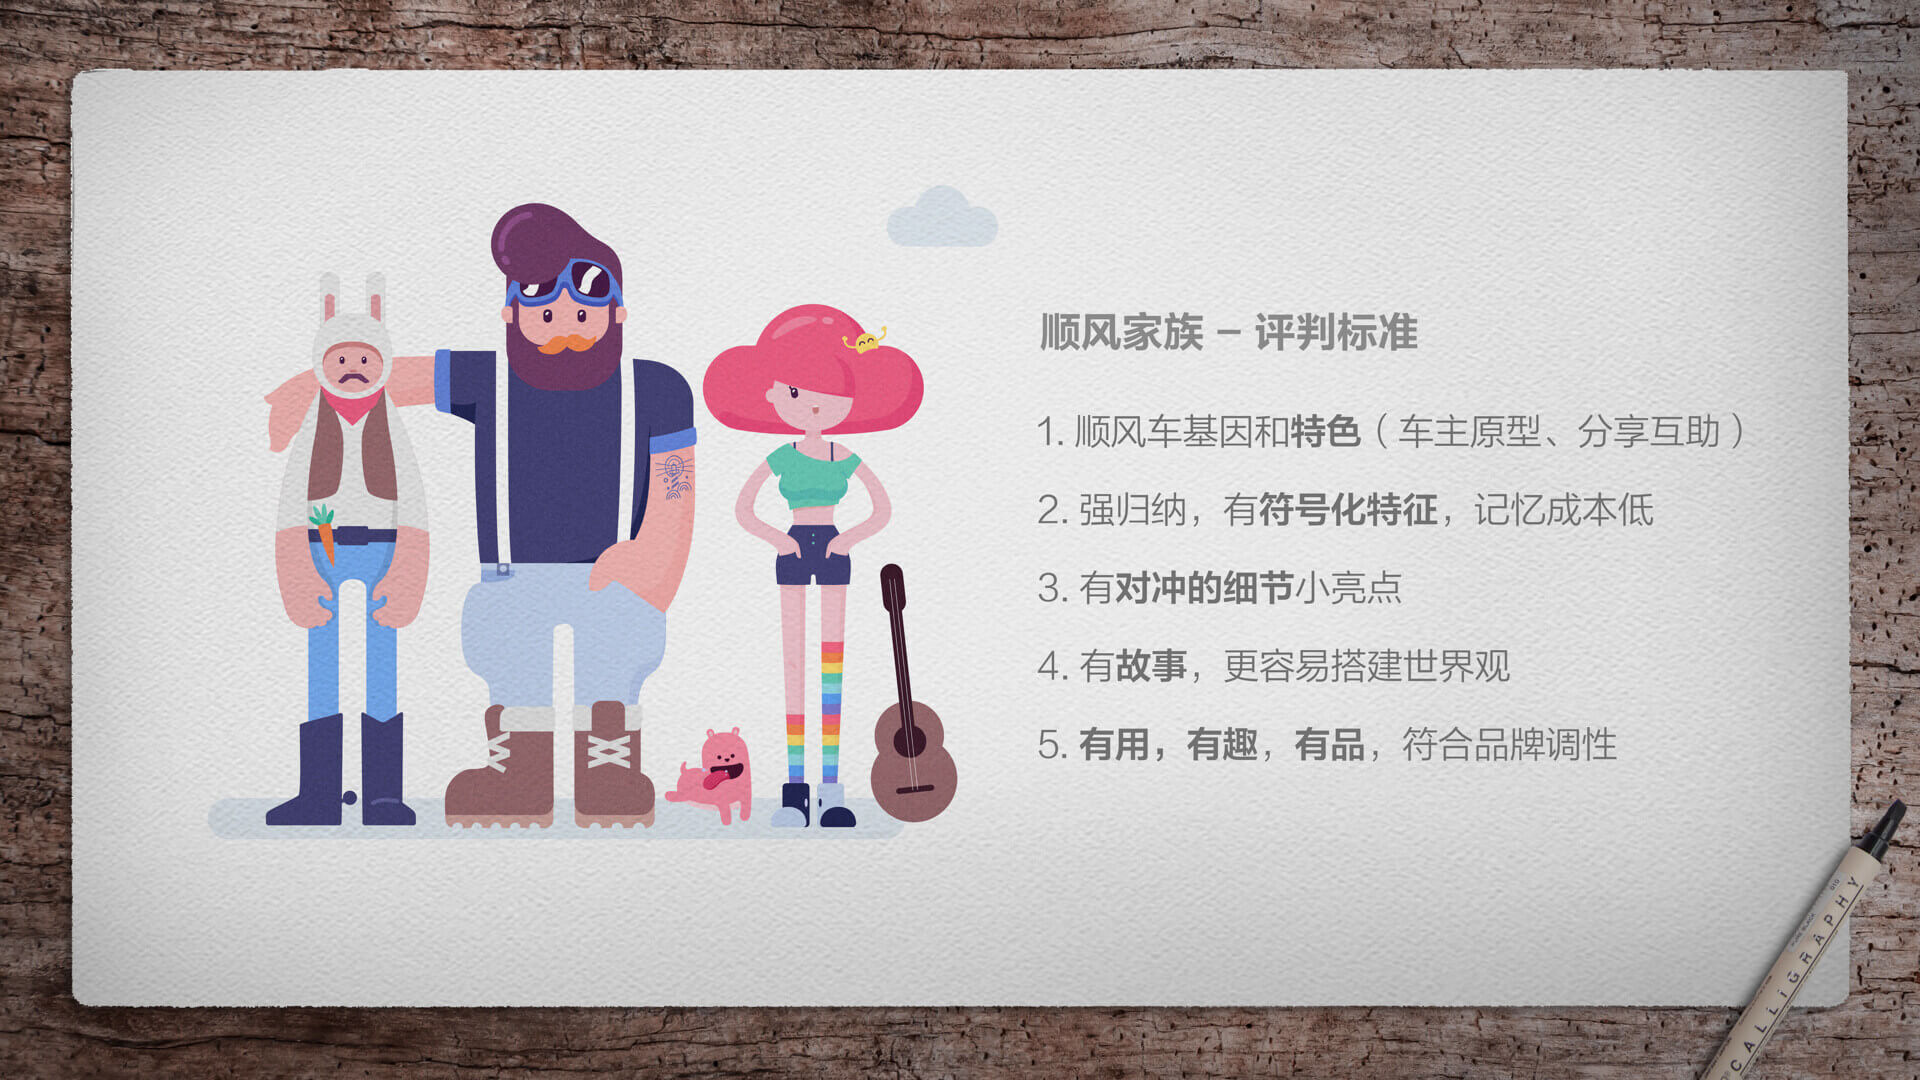 顺风家族 – 评判标准
1. 顺风车基因和特色（车主原型、分享互助）
2. 强归纳，有符号化特征，记忆成本低
3. 有对冲的细节小亮点
4. 有故事，更容易搭建世界观
5. 有用，有趣，有品，符合品牌调性
CALLiGRAPHY